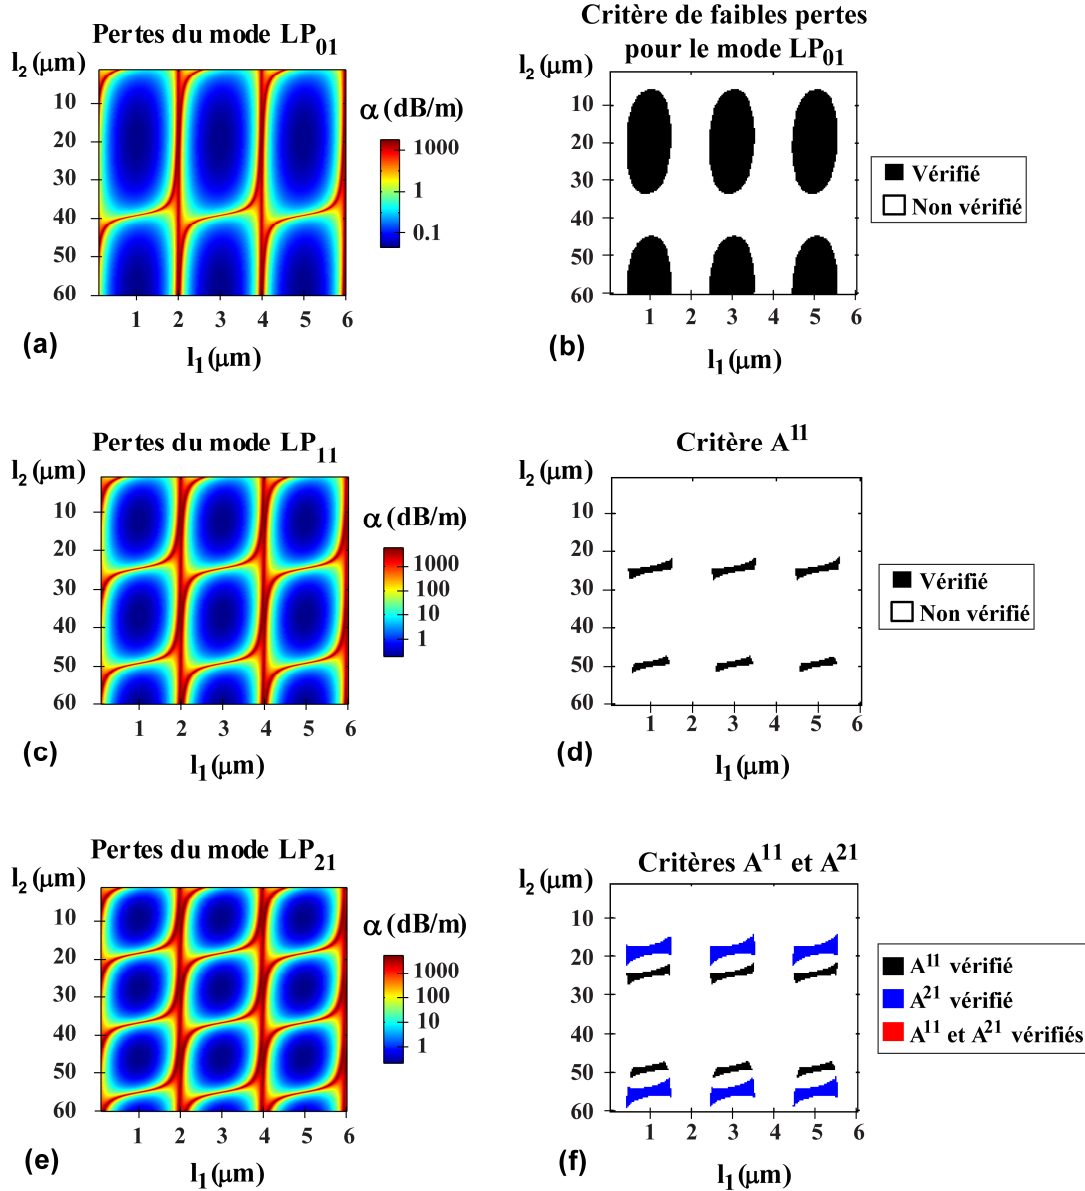 Pertes du mode LP01
l2 (μm)
10
20
30
40
50
60
1 2 3 4 5 6
l1 (μm)
α (dB/m)
1000
1
0.1
(a)
Critère de faibles pertes
pour le mode LP01
l2 (μm)
10
20
30
40
50
60
1 2 3 4 5 6
l1 (μm)
Vérifié
Non vérifié
(b)
Pertes du mode LP11
l2 (μm)
10
20
30
40
50
60
1 2 3 4 5 6
l1 (μm)
α (dB/m)
1000
100
10
1
(c)
Critère A11
l2 (μm)
10
20
30
40
50
60
1 2 3 4 5 6
l1 (μm)
Vérifié
Non vérifié
(d)
Pertes du mode LP21
l2 (μm)
10
20
30
40
50
60
1 2 3 4 5 6
l1 (μm)
α (dB/m)
1000
100
10
1
(e)
Critères A11 et A21
l2 (μm)
10
20
30
40
50
60
1 2 3 4 5 6
l1 (μm)
A11 vérifié
A21 vérifié
A11 et A21 vérifiés
(f)